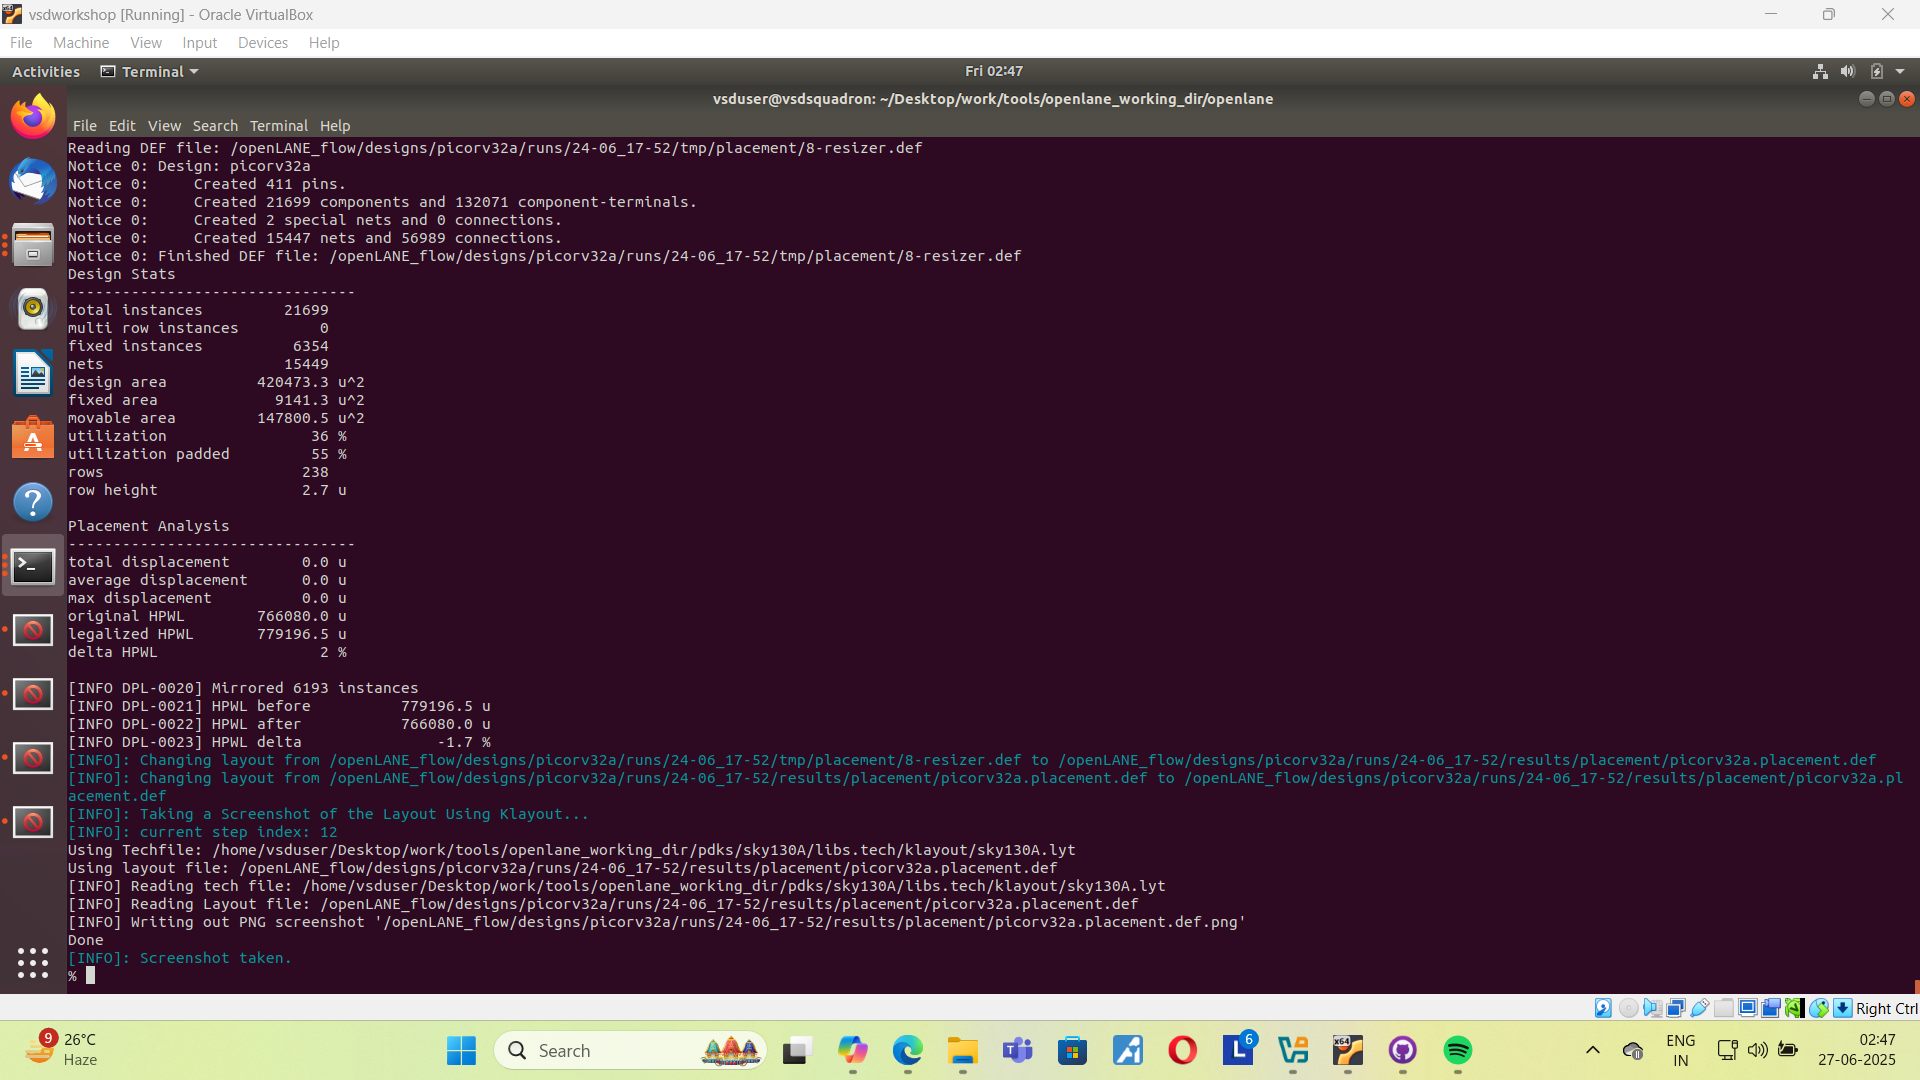 vsdworkshop [Running] - Oracle VirtualBox
File Machine View Input Devices Help
Activities Terminal Fri 02:47
vsduser@vsdsquadron: ~/Desktop/work/tools/openlane_working_dir/openlane
File Edit View Search Terminal Help
Reading DEF file: /openLANE_flow/designs/picorv32a/runs/24-06_17-52/tmp/placement/8-resizer.def
Notice 0: Design: picorv32a
Notice 0:     Created 411 pins.
Notice 0:     Created 21699 components and 132071 component-terminals.
Notice 0:     Created 2 special nets and 0 connections.
Notice 0:     Created 15447 nets and 56989 connections.
Notice 0: Finished DEF file: /openLANE_flow/designs/picorv32a/runs/24-06_17-52/tmp/placement/8-resizer.def
Design Stats
--------------------------------
total instances         21699
multi row instances         0
fixed instances          6354
nets                    15449
design area          420473.3 u^2
fixed area             9141.3 u^2
movable area         147800.5 u^2
utilization                36 %
utilization padded         55 %
rows                      238
row height                2.7 u
Placement Analysis
--------------------------------
total displacement        0.0 u
average displacement      0.0 u
max displacement          0.0 u
original HPWL        766080.0 u
legalized HPWL       779196.5 u
delta HPWL                  2 %
[INFO DPL-0020] Mirrored 6193 instances
[INFO DPL-0021] HPWL before          779196.5 u
[INFO DPL-0022] HPWL after           766080.0 u
[INFO DPL-0023] HPWL delta               -1.7 %
[INFO]: Changing layout from /openLANE_flow/designs/picorv32a/runs/24-06_17-52/tmp/placement/8-resizer.def to /openLANE_flow/designs/picorv32a/runs/24-06_17-52/results/placement/picorv32a.placement.def
[INFO]: Changing layout from /openLANE_flow/designs/picorv32a/runs/24-06_17-52/results/placement/picorv32a.placement.def to /openLANE_flow/designs/picorv32a/runs/24-06_17-52/results/placement/picorv32a.pl
acement.def
[INFO]: Taking a Screenshot of the Layout Using Klayout...
[INFO]: current step index: 12
Using Techfile: /home/vsduser/Desktop/work/tools/openlane_working_dir/pdks/sky130A/libs.tech/klayout/sky130A.lyt
Using layout file: /openLANE_flow/designs/picorv32a/runs/24-06_17-52/results/placement/picorv32a.placement.def
[INFO] Reading tech file: /home/vsduser/Desktop/work/tools/openlane_working_dir/pdks/sky130A/libs.tech/klayout/sky130A.lyt
[INFO] Reading Layout file: /openLANE_flow/designs/picorv32a/runs/24-06_17-52/results/placement/picorv32a.placement.def
[INFO] Writing out PNG screenshot '/openLANE_flow/designs/picorv32a/runs/24-06_17-52/results/placement/picorv32a.placement.def.png'
Done
[INFO]: Screenshot taken.
%
Right Ctrl
9 26°C
Haze
Search
6
ENG
IN
02:47
27-06-2025